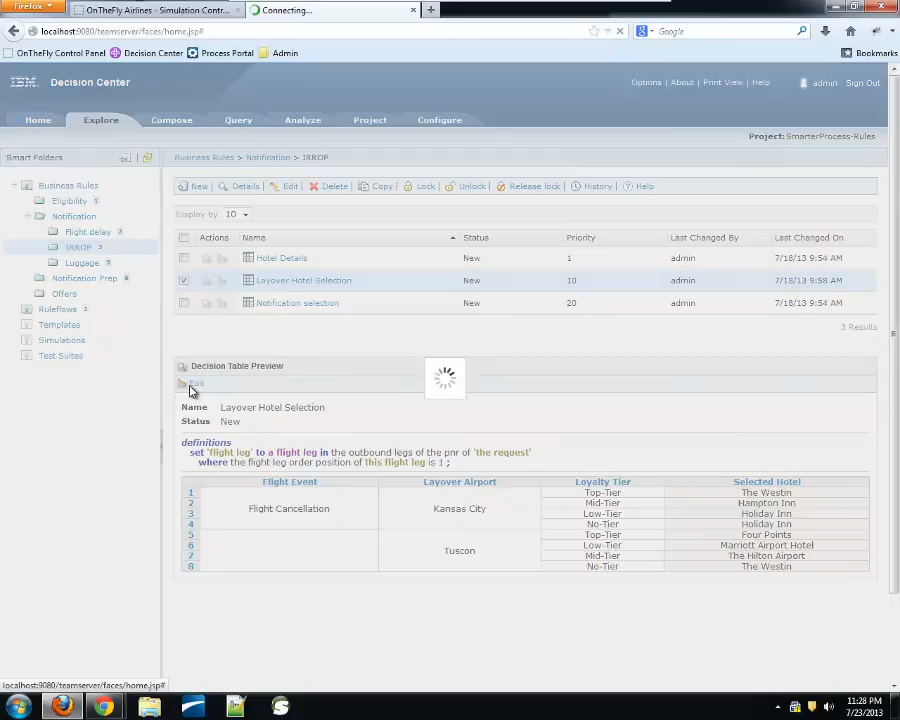 Firefox
OnTheFly Airlines - Simulation Contr...
Connecting...
localhost:9080/teamserver/faces/home.jsp#
Google
OnTheFly Control Panel
Decision Center
Process Portal
Admin
Bookmarks
IBM
Decision Center
Options | About | Print View | Help
admin
Sign Out
Home
Explore
Compose
Query
Analyze
Project
Configure
Project: SmarterProcess-Rules
Smart Folders
Business Rules > Notification > IRROP
Business Rules
Eligibility 1
Notification
Flight delay 2
IRROP 3
Luggage 3
Notification Prep 8
Offers
Ruleflows 1
Templates
Simulations
Test Suites
New
Details
Edit
Delete
Copy
Lock
Unlock
Release lock
History
Help
Display by 10
Actions Name Status Priority Last Changed By Last Changed On
Hotel Details New 1 admin 7/18/13 9:54 AM
Layover Hotel Selection New 10 admin 7/18/13 9:58 AM
Notification selection New 20 admin 7/18/13 9:54 AM
3 Results
Decision Table Preview
Edit
Name Layover Hotel Selection
Status New
definitions
set 'flight leg' to a flight leg in the outbound legs of the pnr of 'the request'
where the flight leg order position of this flight leg is 1 ;
Flight Event Layover Airport Loyalty Tier Selected Hotel
1 Flight Cancellation Kansas City Top-Tier The Westin
2 Mid-Tier Hampton Inn
3 Low-Tier Holiday Inn
4 No-Tier Holiday Inn
5 Tuscon Top-Tier Four Points
6 Low-Tier Marriott Airport Hotel
7 Mid-Tier The Hilton Airport
8 No-Tier The Westin
localhost:9080/teamserver/faces/home.jsp#
11:28 PM
7/23/2013